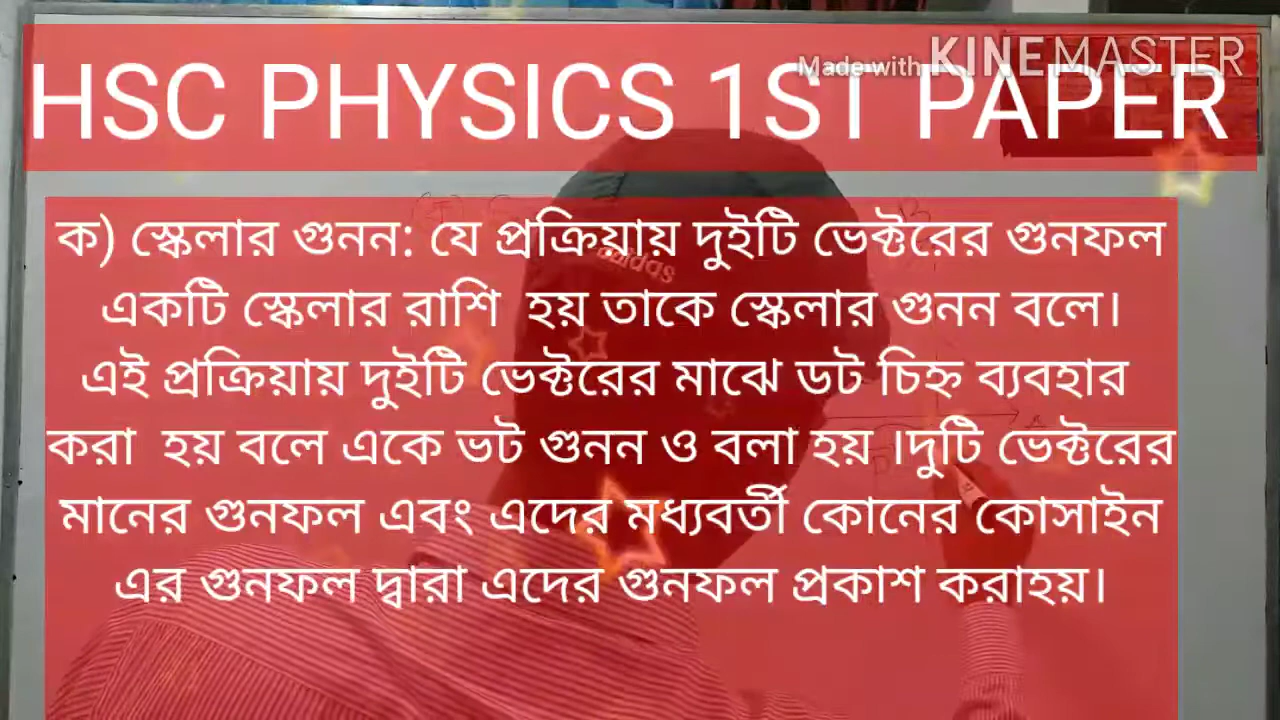 Made with KINEMASTER
HSC PHYSICS 1ST PAPER
ক) স্কেলার গুনন: যে প্রক্রিয়ায় দুইটি ভেক্টরের গুনফল
adidas
একটি স্কেলার রাশি হয় তাকে স্কেলার গুনন বলে।
এই প্রক্রিয়ায় দুইটি ভেক্টরের মাঝে ডট চিহ্ন ব্যবহার
করা হয় বলে একে ভট গুনন ও বলা হয় ।দুটি ভেক্টরের
মানের গুনফল এবং এদের মধ্যবর্তী কোনের কোসাইন
এর গুনফল দ্বারা এদের গুনফল প্রকাশ করাহয়।